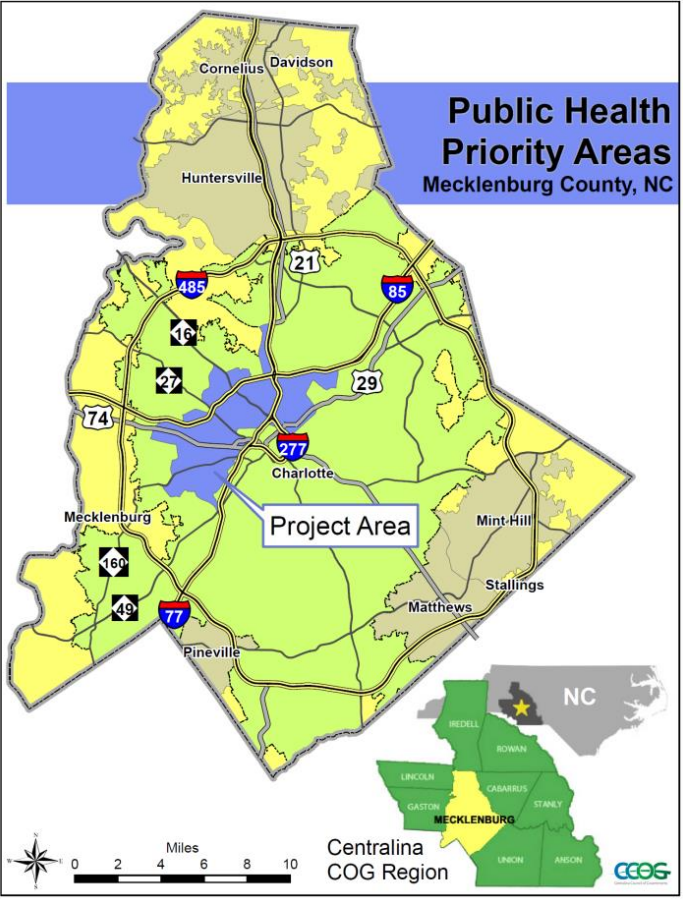 Cornelius
Davidson
Public Health
Priority Areas
Mecklenburg County, NC
Huntersville
21
485
85
16
27
29
74
277
Charlotte
Mecklenburg
Project Area
Mint Hill
160
Stallings
49
77
Matthews
Pineville
NC
IREDELL
ROWAN
LINCOLN
CABARRUS
GASTON
STANLY
MECKLENBURG
UNION
ANSON
N
W
E
S
Miles
0 2 4 6 8 10
Centralina
COG Region
CCOG